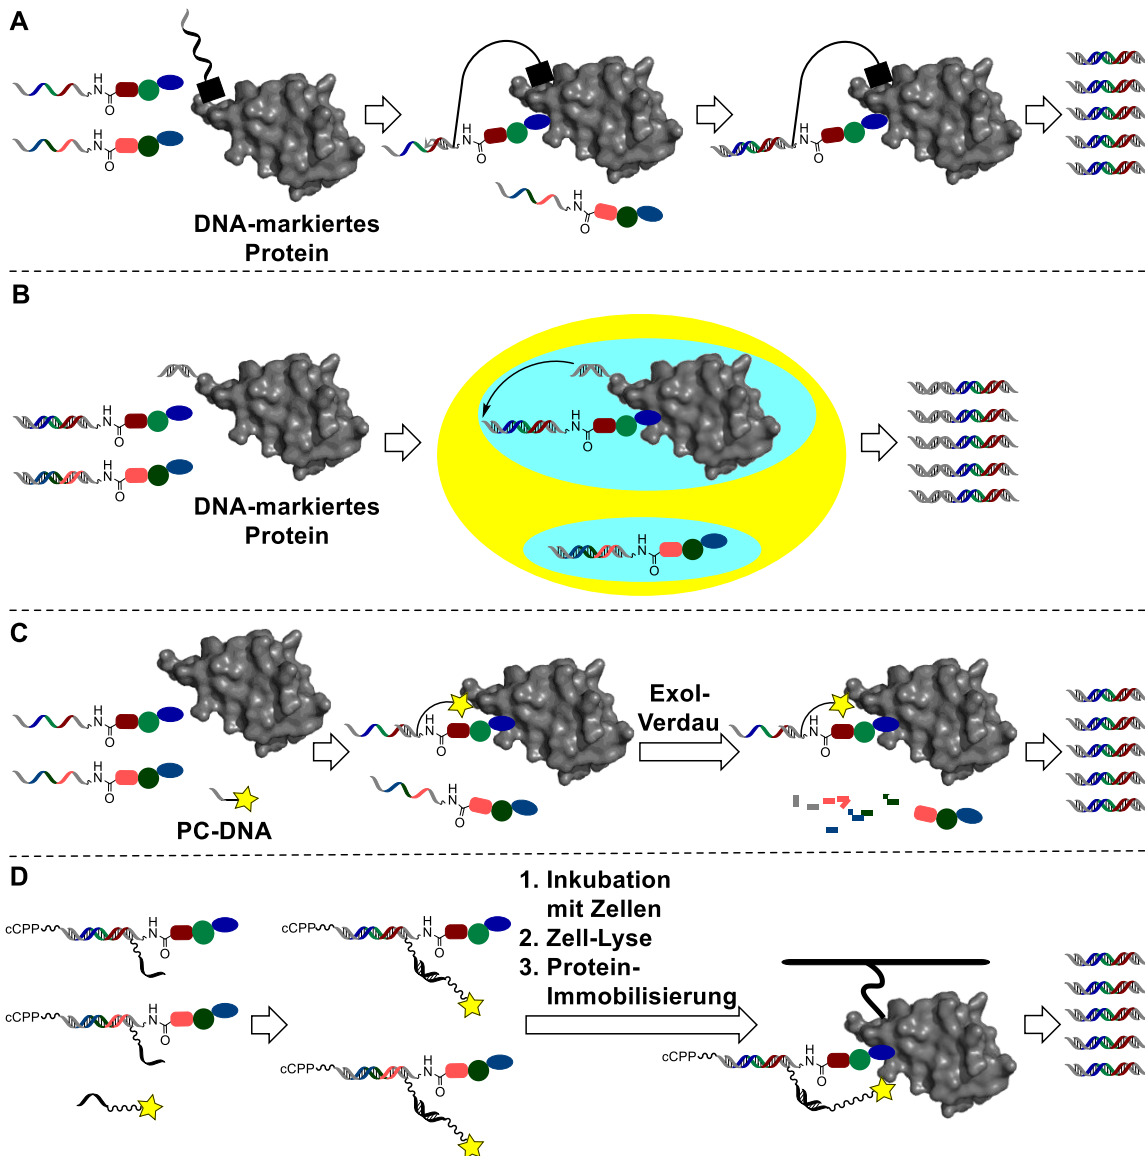 A
H
N
O
H
N
O
DNA-markiertes
Protein
H
N
O
H
N
O
H
N
O
B
H
N
O
H
N
O
DNA-markiertes
Protein
H
N
O
H
N
O
C
H
N
O
H
N
O
PC-DNA
H
N
O
H
N
O
ExoI-
Verdau
H
N
O
D
cCPP
H
N
O
cCPP
H
N
O
cCPP
H
N
O
cCPP
H
N
O
1. Inkubation
mit Zellen
2. Zell-Lyse
3. Protein-
Immobilisierung
cCPP
H
N
O